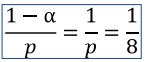 (1−α)/p = 1/p = 1/8